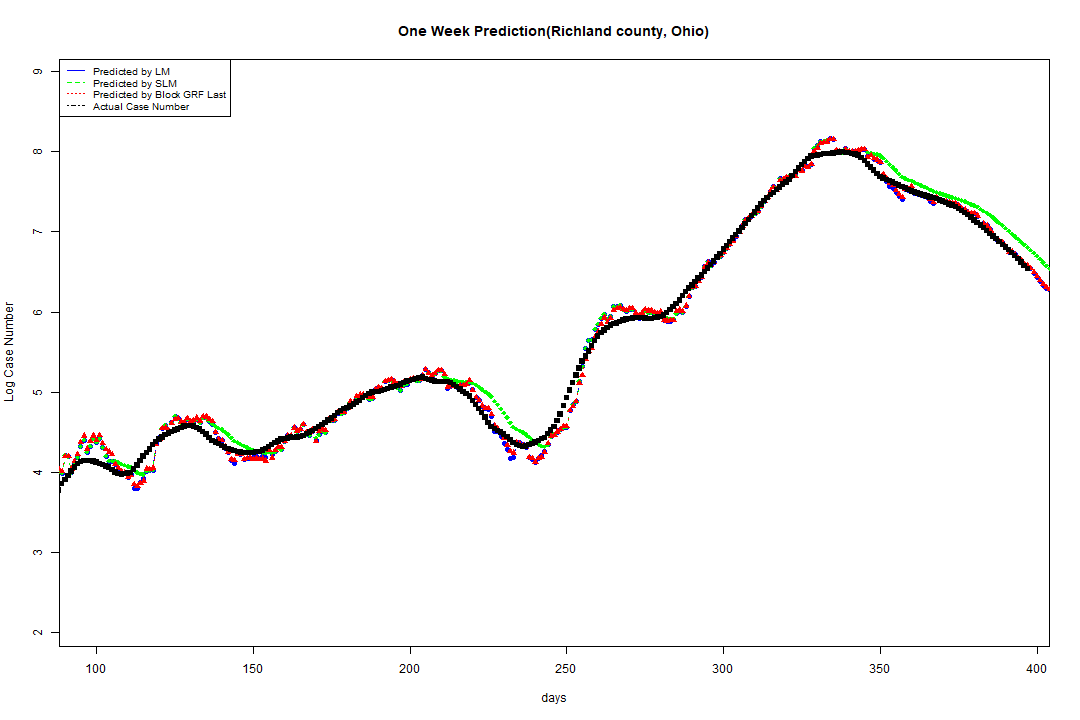 One Week Prediction(Richland county, Ohio)
Predicted by LM
Predicted by SLM
Predicted by Block GRF Last
Actual Case Number
9
8
7
6
5
4
3
2
Log Case Number
100 150 200 250 300 350 400
days